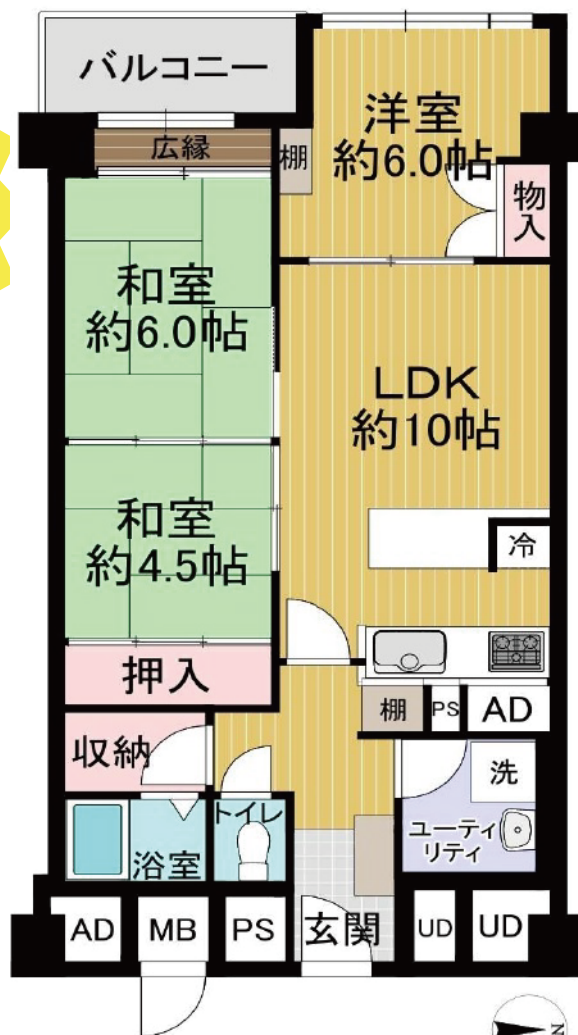 バルコニー
洋室
約6.0帖
広縁
棚
物入
和室
約6.0帖
LDK
約10帖
和室
約4.5帖
冷
押入
棚
PS
AD
収納
洗
トイレ
ユーティ
リティ
浴室
AD
MB
PS
玄関
UD
UD
N